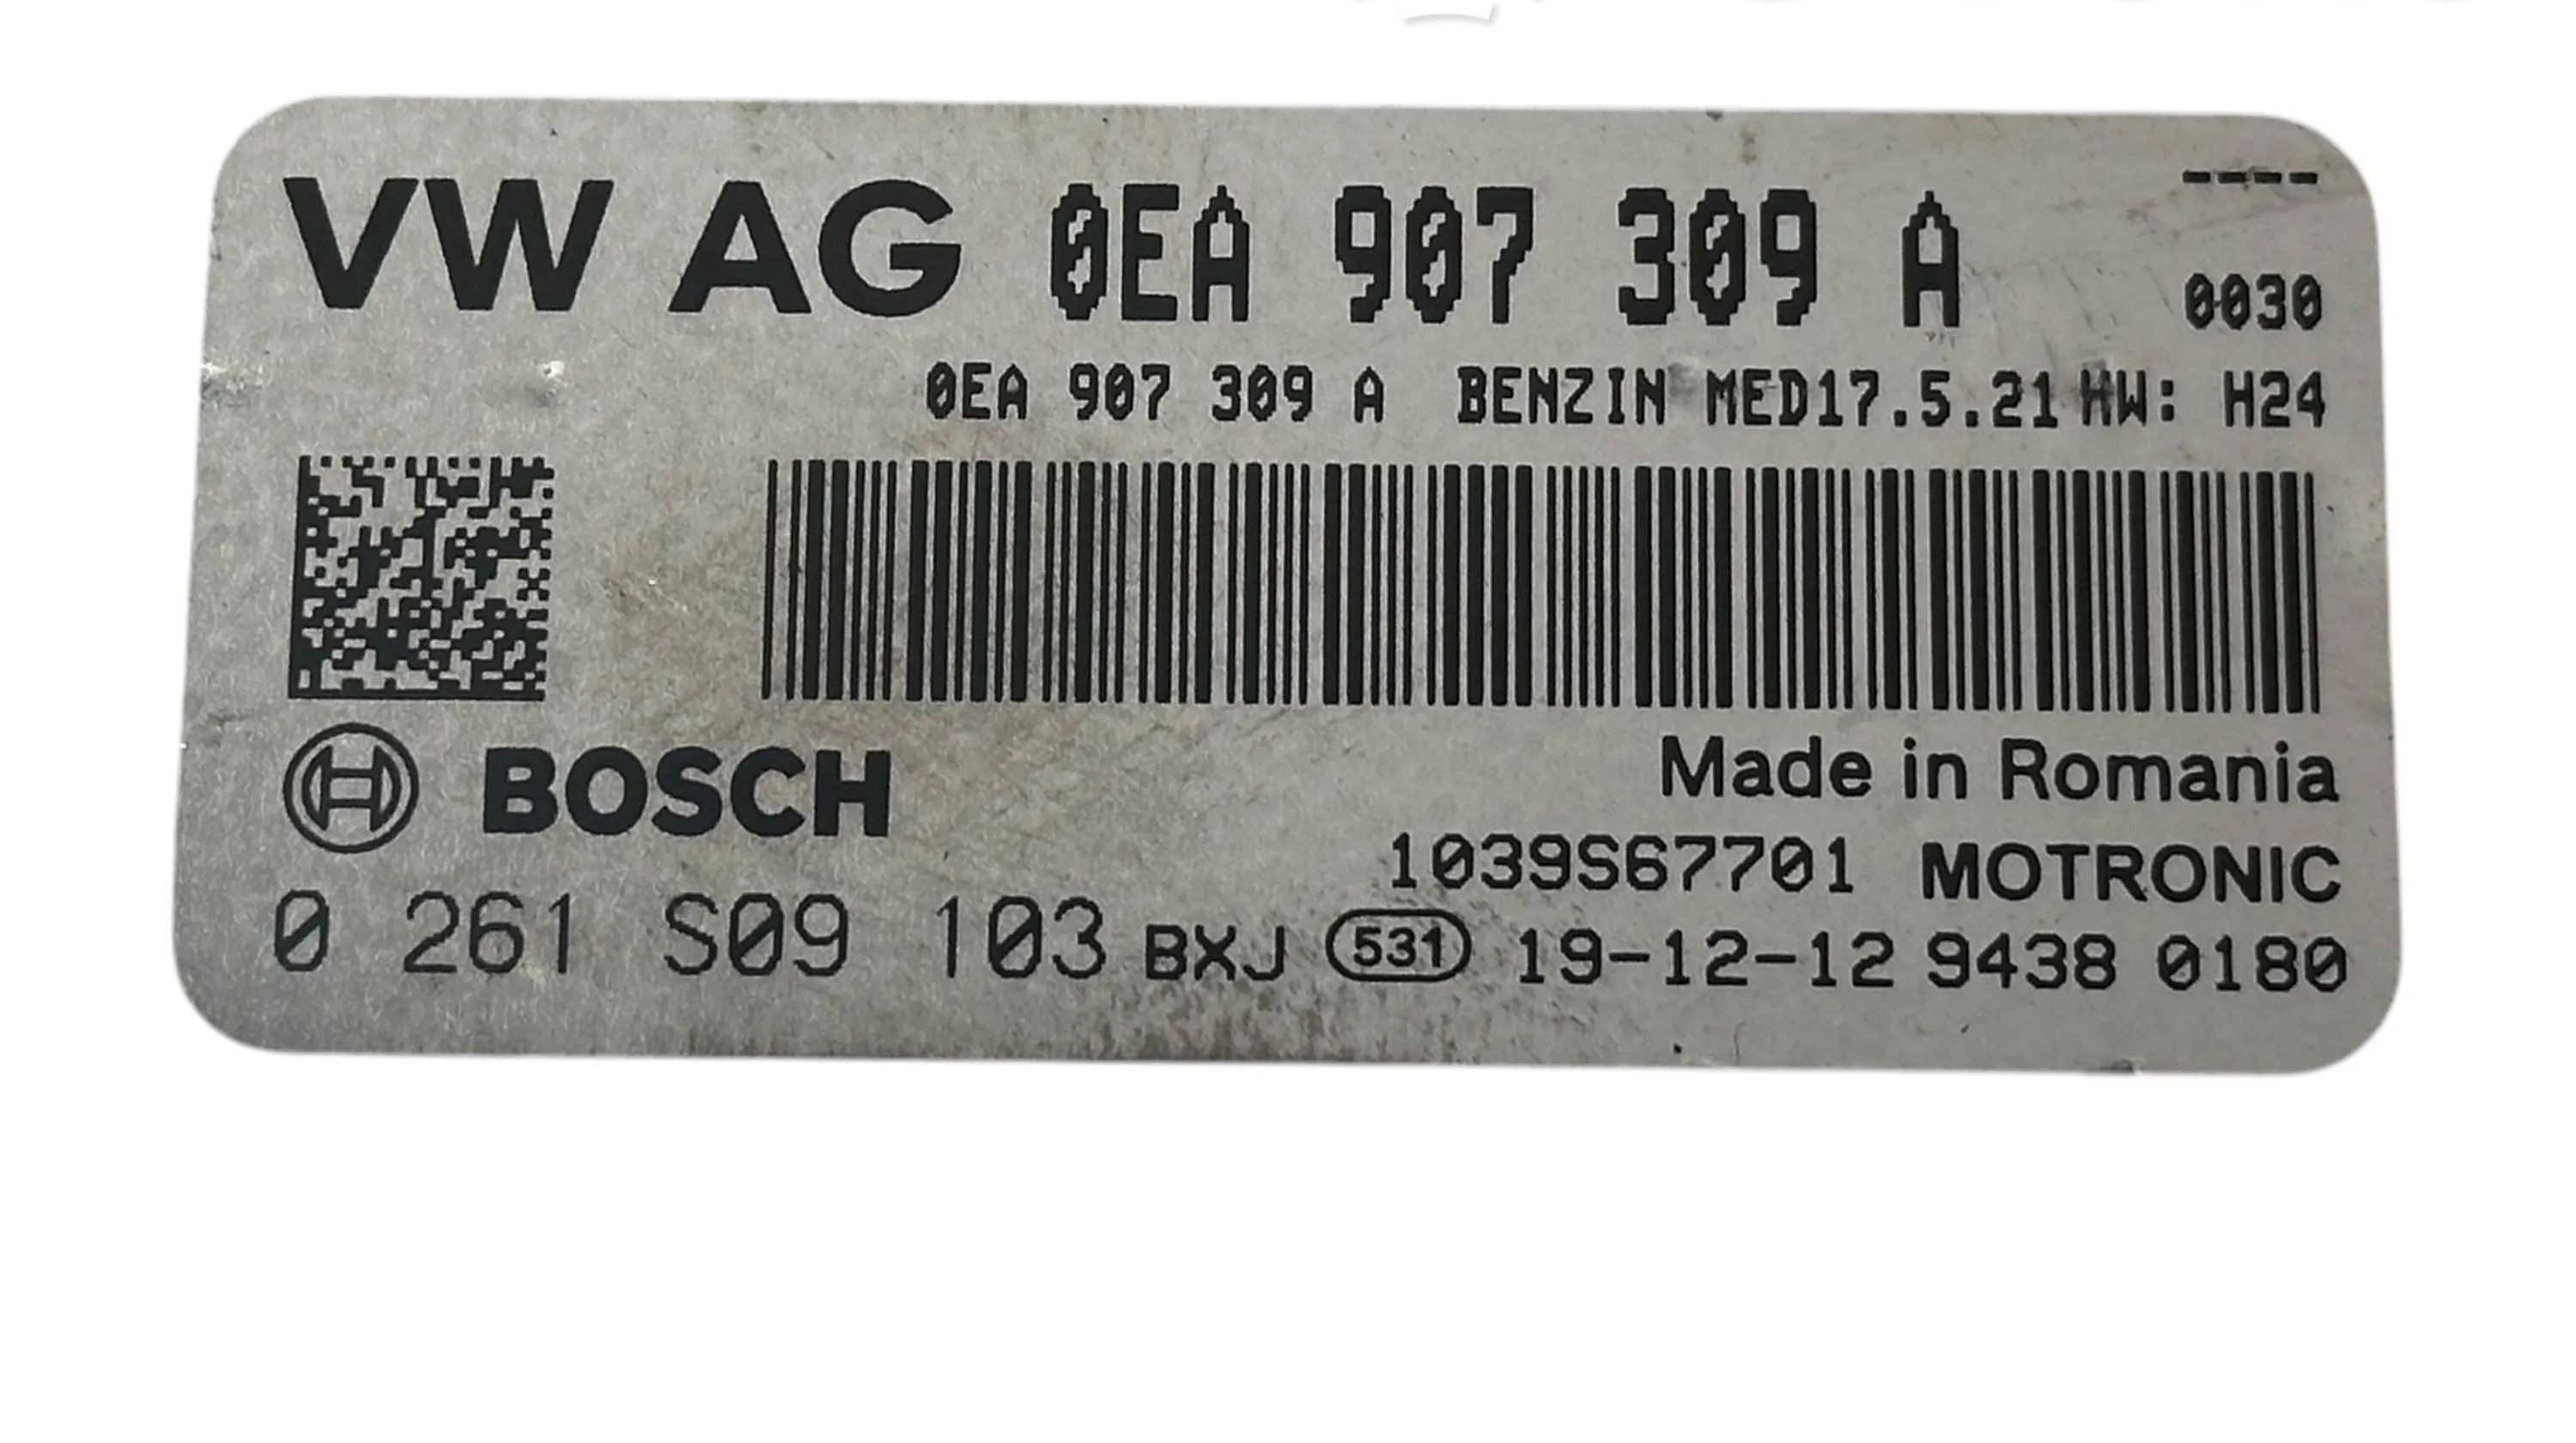 ----
VW AG 0EA 907 309 A 0030
0EA 907 309 A BENZIN MED17.5.21 HW: H24
BOSCH Made in Romania
1039S67701 MOTRONIC
0 261 S09 103 BXJ 531 19-12-12 9438 0180